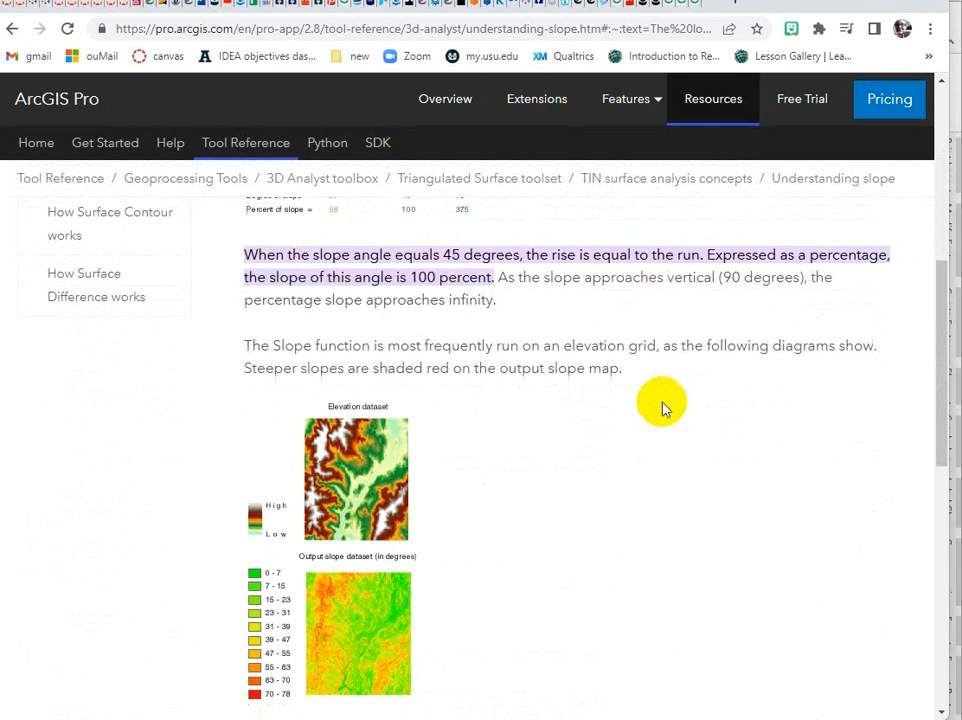 https://pro.arcgis.com/en/pro-app/2.8/tool-reference/3d-analyst/understanding-slope.htm#:~:text=The%20lo...
gmail ouMail canvas IDEA objectives das... new Zoom my.usu.edu Qualtrics Introduction to Re... Lesson Gallery | Lea... »
ArcGIS Pro Overview Extensions Features Resources Free Trial Pricing
Home Get Started Help Tool Reference Python SDK
Tool Reference / Geoprocessing Tools / 3D Analyst toolbox / Triangulated Surface toolset / TIN surface analysis concepts / Understanding slope
How Surface Contour
works
How Surface
Difference works
Percent of slope = 58 100 375
When the slope angle equals 45 degrees, the rise is equal to the run. Expressed as a percentage,
the slope of this angle is 100 percent. As the slope approaches vertical (90 degrees), the
percentage slope approaches infinity.
The Slope function is most frequently run on an elevation grid, as the following diagrams show.
Steeper slopes are shaded red on the output slope map.
Elevation dataset
High
Low
Output slope dataset (in degrees)
0 - 7
7 - 15
15 - 23
23 - 31
31 - 39
39 - 47
47 - 55
55 - 63
63 - 70
70 - 78